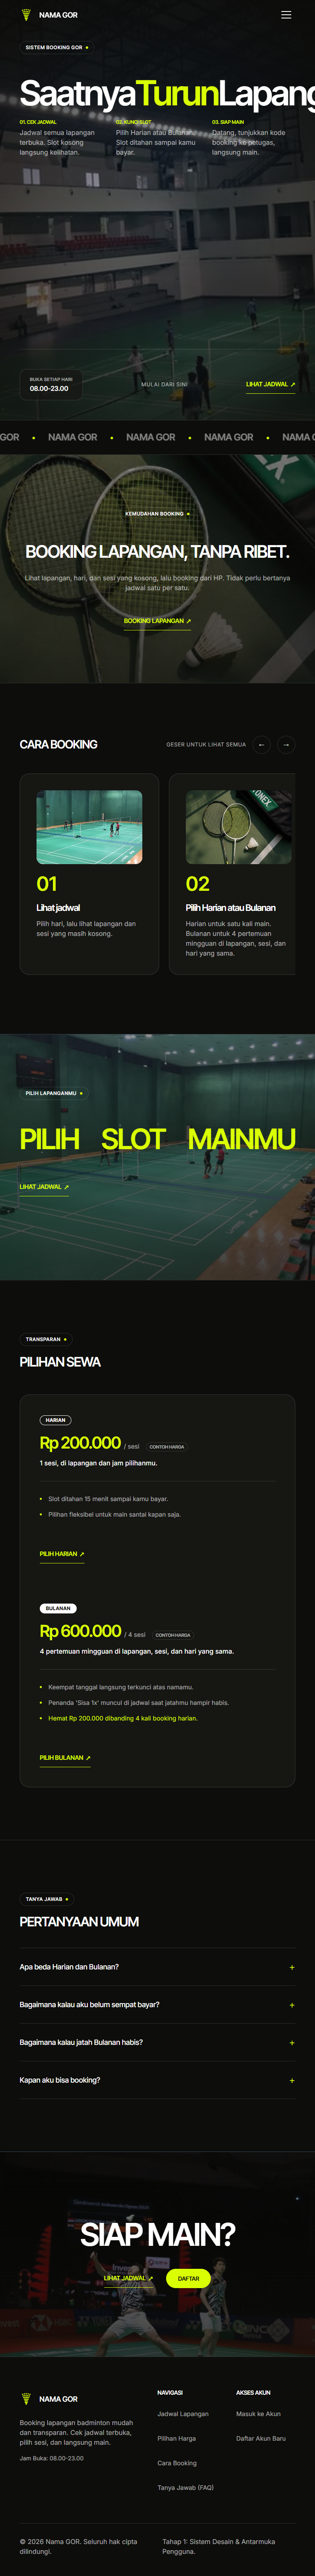 NAMA GOR
SISTEM BOOKING GOR
SaatnyaTurunLapang
01. CEK JADWAL
Jadwal semua lapangan
terbuka. Slot kosong
langsung kelihatan.
02. KUNCI SLOT
Pilih Harian atau Bulanan.
Slot ditahan sampai kamu
bayar.
03. SIAP MAIN
Datang, tunjukkan kode
booking ke petugas,
langsung main.
BUKA SETIAP HARI
08.00-23.00
MULAI DARI SINI
LIHAT JADWAL ↗
GOR • NAMA GOR • NAMA GOR • NAMA GOR • NAMA G
KEMUDAHAN BOOKING
BOOKING LAPANGAN, TANPA RIBET.
Lihat lapangan, hari, dan sesi yang kosong, lalu booking dari HP. Tidak perlu bertanya
jadwal satu per satu.
BOOKING LAPANGAN ↗
CARA BOOKING
GESER UNTUK LIHAT SEMUA
← →
01
Lihat jadwal
Pilih hari, lalu lihat lapangan dan
sesi yang masih kosong.
YONEX
02
Pilih Harian atau Bulanan
Harian untuk satu kali main.
Bulanan untuk 4 pertemuan
mingguan di lapangan, sesi, dan
hari yang sama.
PILIH LAPANGANMU
PILIH SLOT MAINMU
LIHAT JADWAL ↗
TRANSPARAN
PILIHAN SEWA
HARIAN
Rp 200.000 / sesi CONTOH HARGA
1 sesi, di lapangan dan jam pilihanmu.
• Slot ditahan 15 menit sampai kamu bayar.
• Pilihan fleksibel untuk main santai kapan saja.
PILIH HARIAN ↗
BULANAN
Rp 600.000 / 4 sesi CONTOH HARGA
4 pertemuan mingguan di lapangan, sesi, dan hari yang sama.
• Keempat tanggal langsung terkunci atas namamu.
• Penanda 'Sisa 1x' muncul di jadwal saat jatahmu hampir habis.
• Hemat Rp 200.000 dibanding 4 kali booking harian.
PILIH BULANAN ↗
TANYA JAWAB
PERTANYAAN UMUM
Apa beda Harian dan Bulanan? +
Bagaimana kalau aku belum sempat bayar? +
Bagaimana kalau jatah Bulanan habis? +
Kapan aku bisa booking? +
SIAP MAIN?
LIHAT JADWAL ↗
DAFTAR
NAMA GOR
Booking lapangan badminton mudah
dan transparan. Cek jadwal terbuka,
pilih sesi, dan langsung main.
Jam Buka: 08.00-23.00
NAVIGASI
Jadwal Lapangan
Pilihan Harga
Cara Booking
Tanya Jawab (FAQ)
AKSES AKUN
Masuk ke Akun
Daftar Akun Baru
© 2026 Nama GOR. Seluruh hak cipta
dilindungi.
Tahap 1: Sistem Desain & Antarmuka
Pengguna.